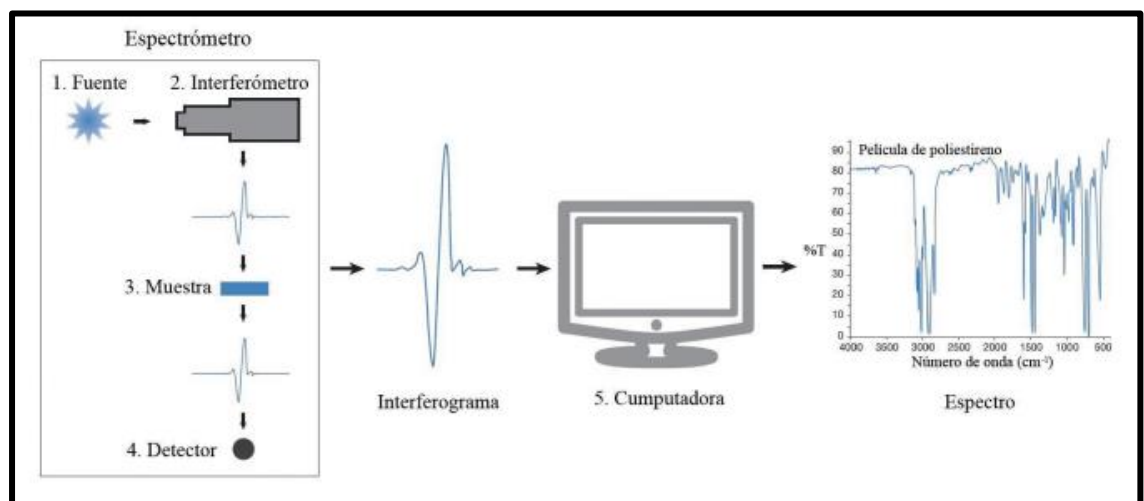 Espectrómetro
1. Fuente
2. Interferómetro
3. Muestra
4. Detector
Interferograma
5. Cumputadora
Película de poliestireno
%T
90
80
70
60
50
40
30
20
10
0
4000 3500 3000 2500 2000 1500 1000 500
Número de onda (cm⁻¹)
Espectro